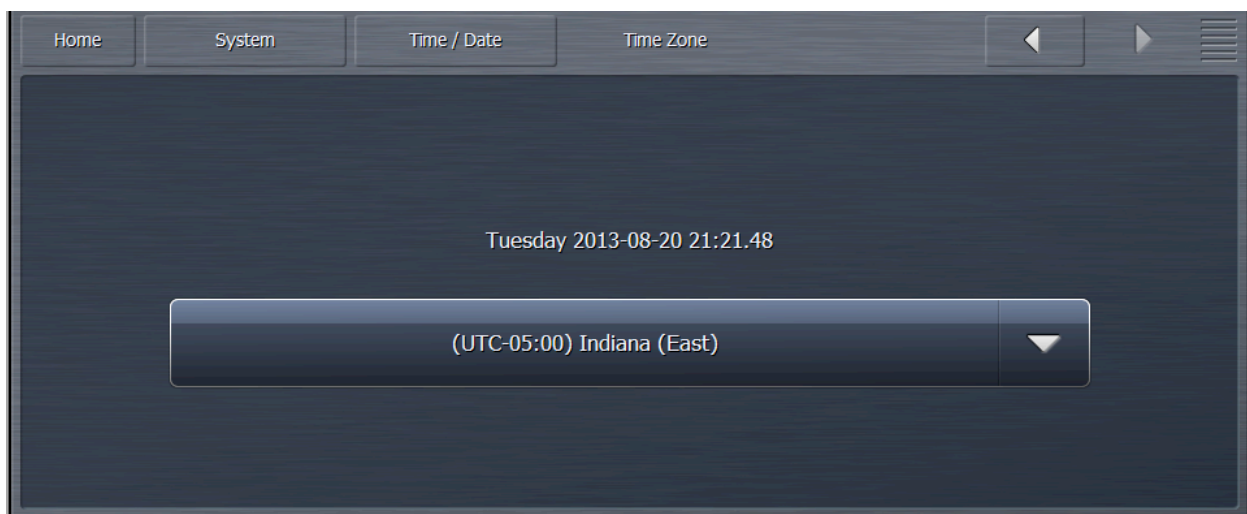 Home System Time / Date Time Zone
Tuesday 2013-08-20 21:21.48
(UTC-05:00) Indiana (East)